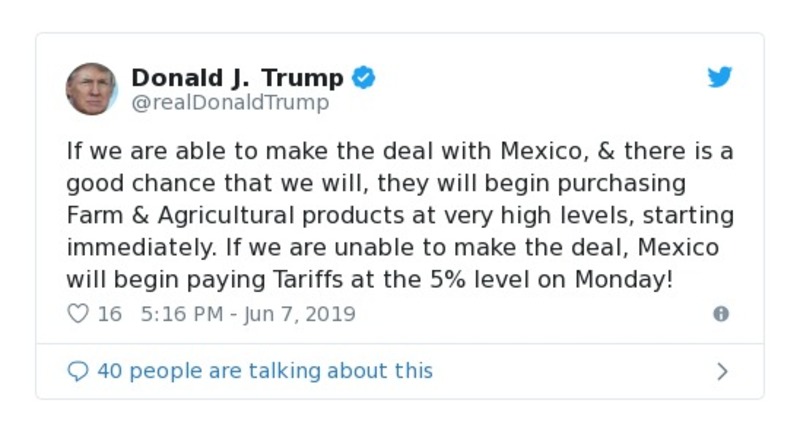 Donald J. Trump
@realDonaldTrump
If we are able to make the deal with Mexico, & there is a
good chance that we will, they will begin purchasing
Farm & Agricultural products at very high levels, starting
immediately. If we are unable to make the deal, Mexico
will begin paying Tariffs at the 5% level on Monday!
16 5:16 PM - Jun 7, 2019
40 people are talking about this